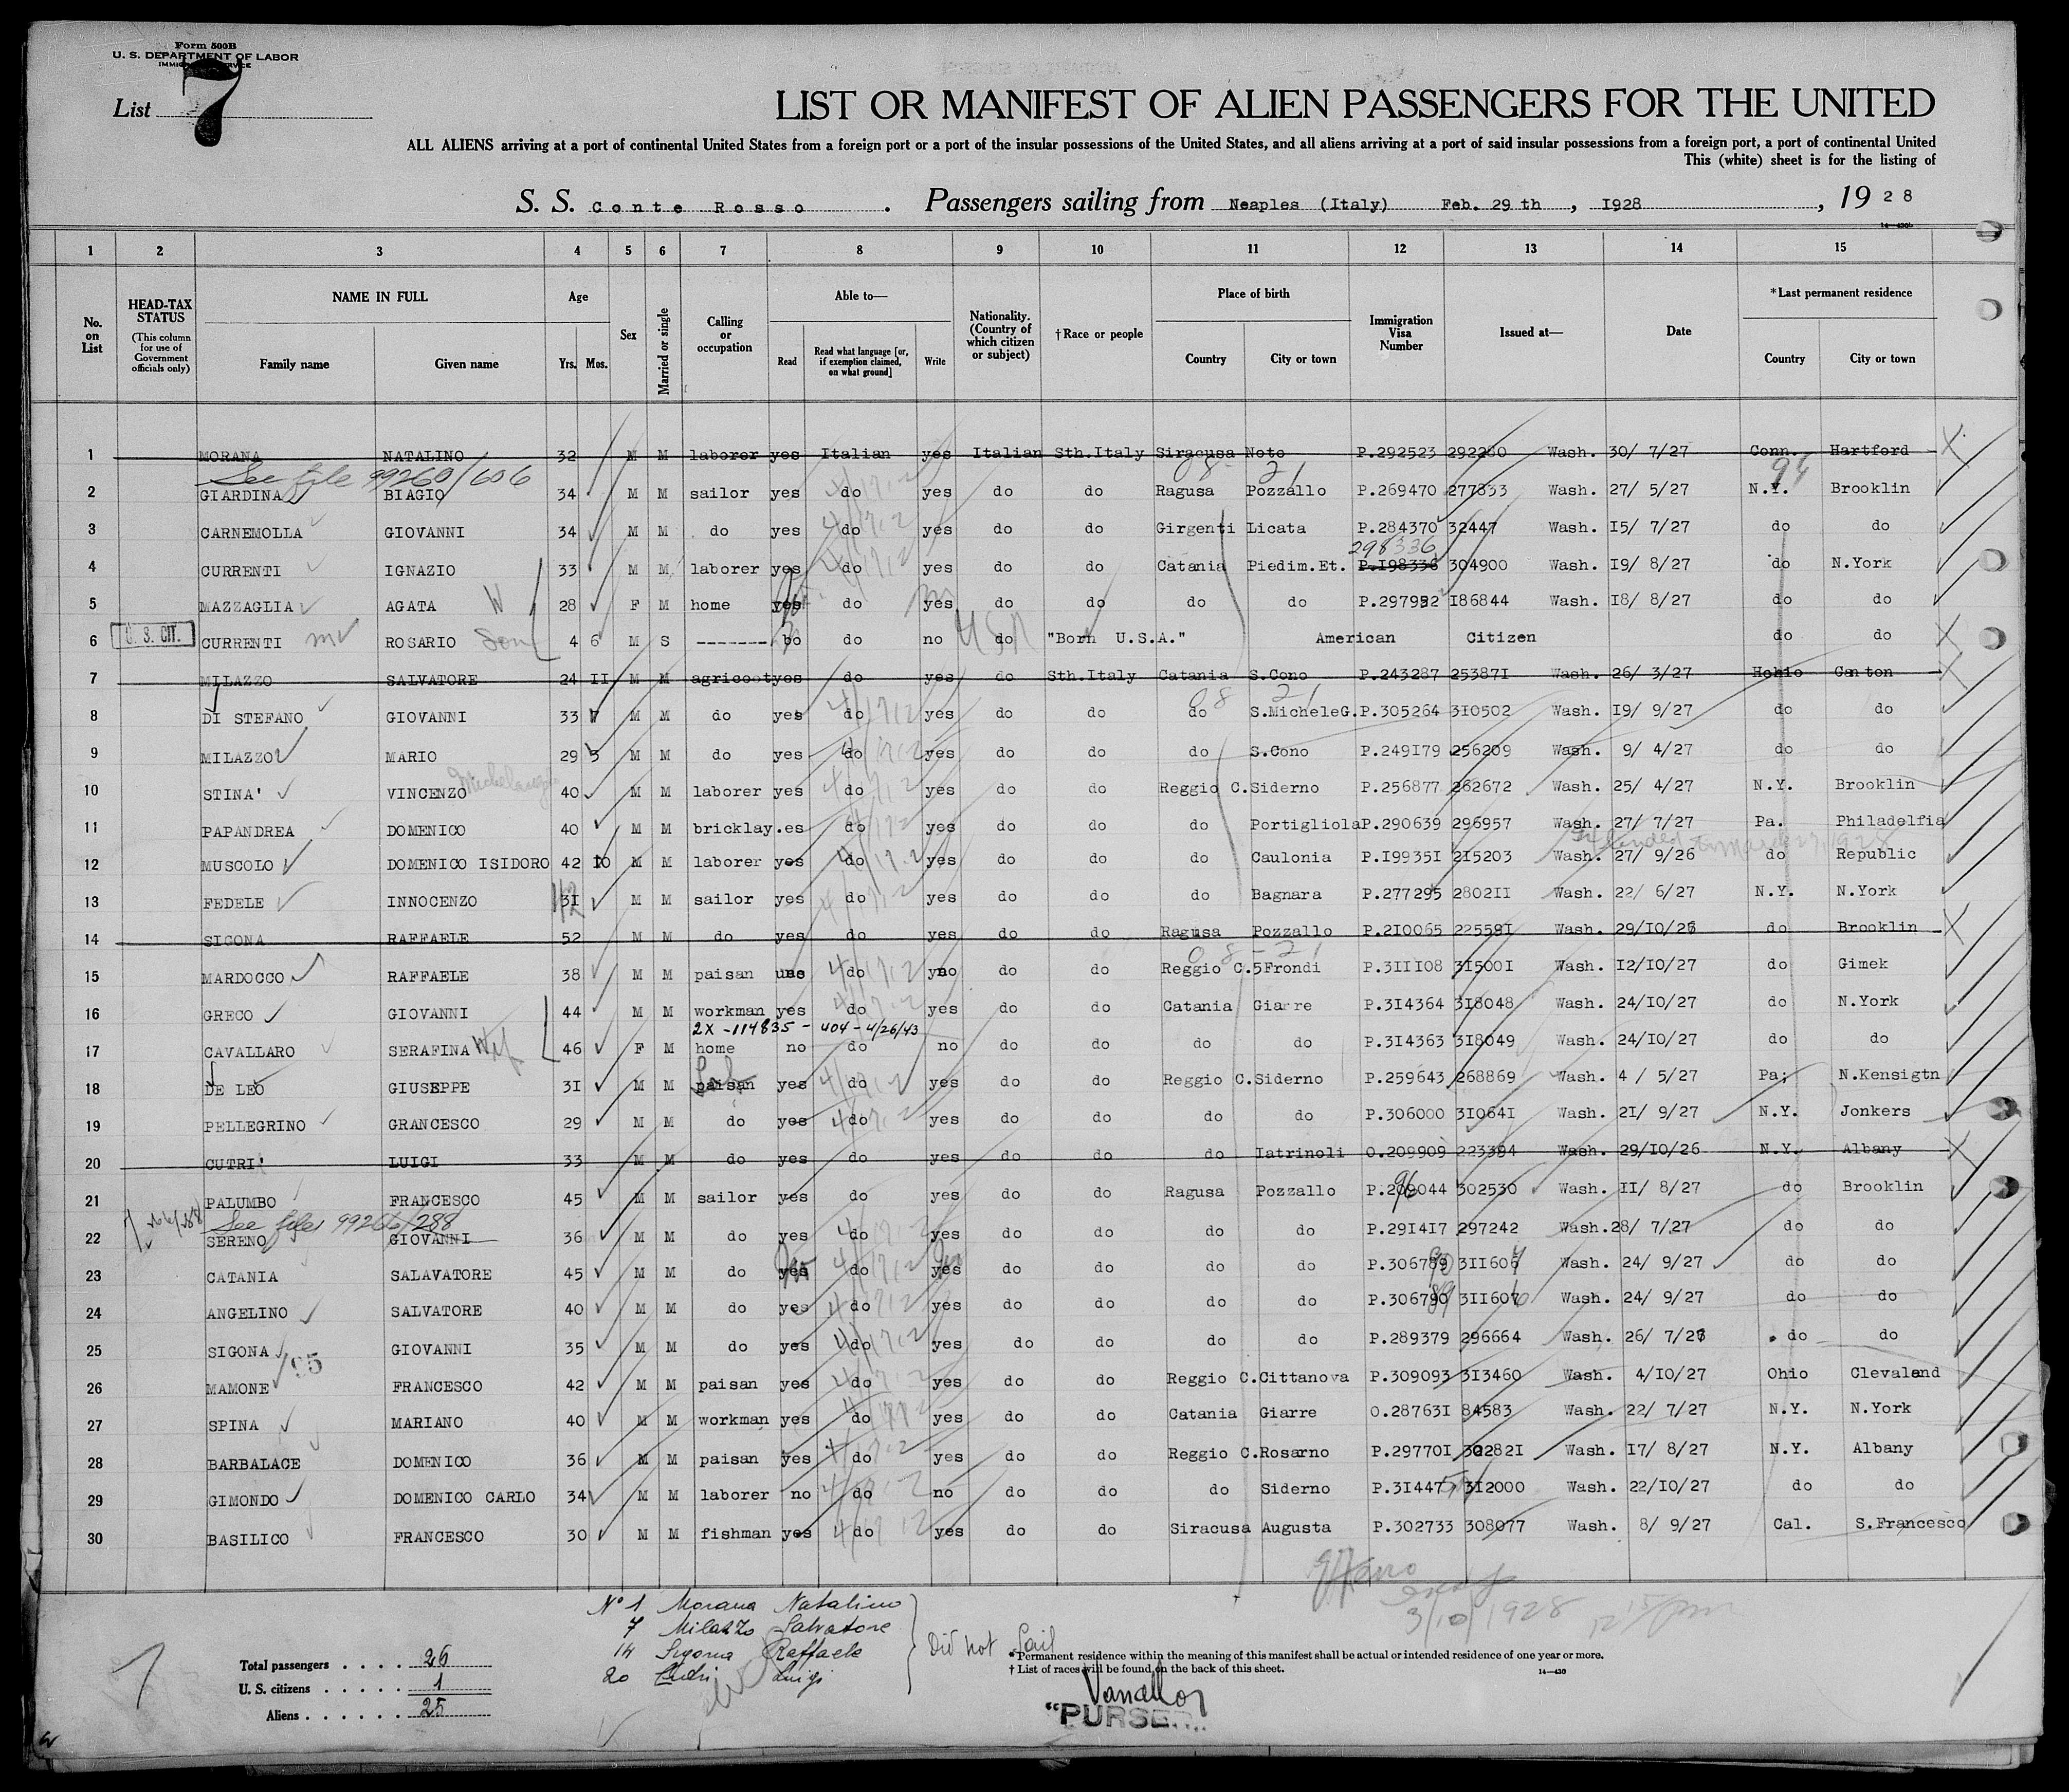 Form 500B
U. S. DEPARTMENT OF LABOR
IMMIGRATION SERVICE
List 7
LIST OR MANIFEST OF ALIEN PASSENGERS FOR THE UNITED
ALL ALIENS arriving at a port of continental United States from a foreign port or a port of the insular possessions of the United States, and all aliens arriving at a port of said insular possessions from a foreign port, a port of continental United
This (white) sheet is for the listing of
S. S. Conte Rosso . Passengers sailing from Neaples (Italy) Feb. 29 th , I928 , 19 2 8
1 2 3 4 5 6 7 8 9 10 11 12 13 14 15
No. on List HEAD-TAX STATUS (This column for use of Government officials only) NAME IN FULL Family name Given name Age Yrs. Mos. Sex Married or single Calling or occupation Able to— Read Read what language [or, if exemption claimed, on what ground] Write Nationality. (Country of which citizen or subject) †Race or people Place of birth Country City or town Immigration Visa Number Issued at— Date *Last permanent residence Country City or town
1 MORANA NATALINO 32 M M laborer yes Italian yes Italian Sth.Italy Siracusa Noto P.292523 292260 Wash. 30/ 7/27 Conn. Hartford
See file 99260/606
2 GIARDINA BIAGIO 34 M M sailor yes do yes do do Ragusa Pozzallo P.269470 277833 Wash. 27/ 5/27 N.Y. Brooklin
3 CARNEMOLLA GIOVANNI 34 M M do yes do yes do do Girgenti Licata P.284370 32447 Wash. I5/ 7/27 do do
298336
4 CURRENTI IGNAZIO 33 M M laborer yes do yes do do Catania Piedim.Et. P.I98336 304900 Wash. I9/ 8/27 do N.York
5 MAZZAGLIA AGATA W 28 F M home yes do yes do do do do P.297952 I86844 Wash. I8/ 8/27 do do
6 U. S. CIT. CURRENTI ROSARIO Son 4 6 M S ------- bo do no do USA "Born U.S.A." American Citizen do do
7 MILAZZO SALVATORE 24 II M M agricoot yes do yes do Sth.Italy Catania S.Cono P.243287 25387I Wash. 26/ 3/27 Hohio Canton
8 DI STEFANO GIOVANNI 33 7 M M do yes do yes do do do S.MicheleG. P.305264 3I0502 Wash. I9/ 9/27 do do
9 MILAZZO MARIO 29 5 M M do yes do yes do do do S.Cono P.249I79 256209 Wash. 9/ 4/27 do do
10 STINA' VINCENZO Michelangelo 40 M M laborer yes do yes do do Reggio C. Siderno P.256877 262672 Wash. 25/ 4/27 N.Y. Brooklin
11 PAPANDREA DOMENICO 40 M M bricklay.es do yes do do do Portigliola P.290639 296957 Wash. 27/ 7/27 Pa. Philadelfia
12 MUSCOLO DOMENICO ISIDORO 42 10 M M laborer yes do yes do do do Caulonia P.I9935I 2I5203 Wash. 27/ 9/26 do Republic
13 FEDELE INNOCENZO 3I M M sailor yes do yes do do do Bagnara P.277295 2802II Wash. 22/ 6/27 N.Y. N.York
14 SIGONA RAFFAELE 52 M M do yes do yes do do Ragusa Pozzallo P.2I0065 22559I Wash. 29/I0/26 do Brooklin
15 MARDOCCO RAFFAELE 38 M M paisan do do do Reggio C.5Frondi P.3III08 3I500I Wash. I2/I0/27 do Gimek
16 GRECO GIOVANNI 44 M M workman yes do yes do do Catania Giarre P.3I4364 3I8048 Wash. 24/I0/27 do N.York
2X - 114835 - 404 - 4/26/43
17 CAVALLARO SERAFINA Wife 46 F M home no do no do do do do P.3I4363 3I8049 Wash. 24/I0/27 do do
18 DE LEO GIUSEPPE 3I M M paisan yes do yes do do Reggio C. Siderno P.259643 268869 Wash. 4 / 5/27 Pa; N.Kensigtn
19 PELLEGRINO GRANCESCO 29 M M do yes do yes do do do do P.306000 3I064I Wash. 2I/ 9/27 N.Y. Jonkers
20 CUTRI' LUIGI 33 M M do yes do yes do do do Iatrinoli O.209909 223394 Wash. 29/I0/26 N.Y. Albany
21 PALUMBO FRANCESCO 45 M M sailor yes do yes do do Ragusa Pozzallo 302530 Wash. II/ 8/27 do Brooklin
See files 99266/288
22 SERENO GIOVANNI 36 M M do yes do yes do do do do P.29I4I7 297242 Wash. 28/ 7/27 do do
23 CATANIA SALAVATORE 45 M M do yes do yes do do do do P.306789 3II606 Wash. 24/ 9/27 do do
24 ANGELINO SALVATORE 40 M M do yes do yes do do do do P.306790 3II607 Wash. 24/ 9/27 do do
25 SIGONA GIOVANNI 35 M M do yes do yes do do do do P.289379 296664 Wash. 26/ 7/27 do do
26 MAMONE FRANCESCO 42 M M paisan yes do yes do do Reggio C. Cittanova P.309093 3I3460 Wash. 4/I0/27 Ohio Cleveland
27 SPINA MARIANO 40 M M workman yes do yes do do Catania Giarre O.28763I 84583 Wash. 22/ 7/27 N.Y. N.York
28 BARBALACE DOMENICO 36 M M paisan yes do yes do do Reggio C. Rosarno P.29770I 30282I Wash. I7/ 8/27 N.Y. Albany
29 GIMONDO DOMENICO CARLO 34 M M laborer no do no do do do Siderno P.3I447 3I2000 Wash. 22/I0/27 do do
30 BASILICO FRANCESCO 30 M M fishman yes do yes do do Siracusa Augusta P.302733 308077 Wash. 8/ 9/27 Cal. S.Francesco
3/10/1928
No 1 Morana Natalino
7 Milazzo Salvatore
14 Sigona Raffaele
20 Cutri Luigi
Did not Sail
Total passengers . . . . 26
U. S. citizens . . . . . 1
Aliens . . . . . . 25
* Permanent residence within the meaning of this manifest shall be actual or intended residence of one year or more.
† List of races will be found on the back of this sheet.
14—430
"PURSER"